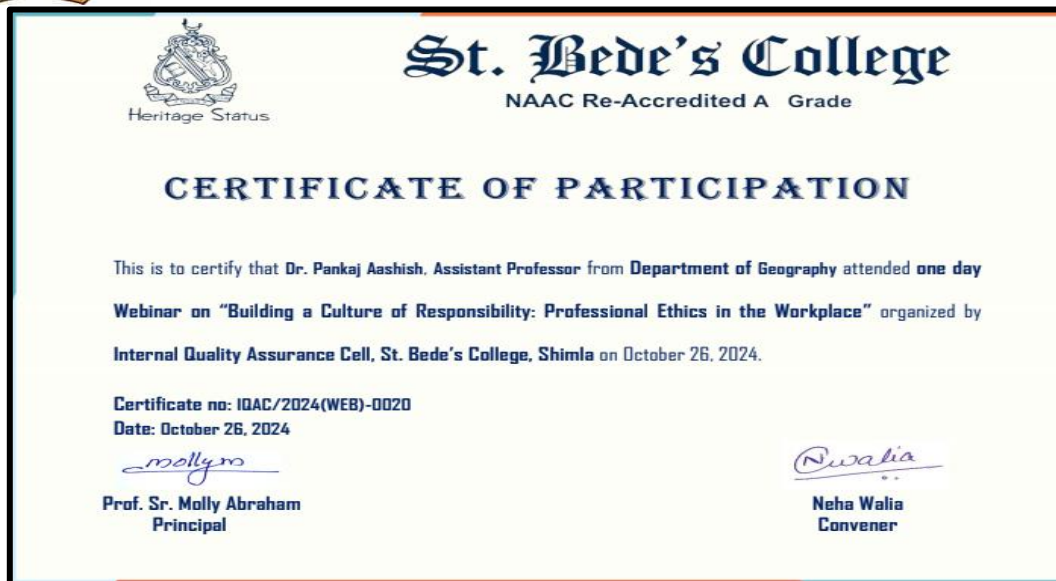 St. Bede's College
NAAC Re-Accredited A Grade
Heritage Status
CERTIFICATE OF PARTICIPATION
This is to certify that Dr. Pankaj Aashish, Assistant Professor from Department of Geography attended one day
Webinar on "Building a Culture of Responsibility: Professional Ethics in the Workplace" organized by
Internal Quality Assurance Cell, St. Bede's College, Shimla on October 26, 2024.
Certificate no: IQAC/2024(WEB)-0020
Date: October 26, 2024
mollym
Nwalia
Prof. Sr. Molly Abraham
Principal
Neha Walia
Convener